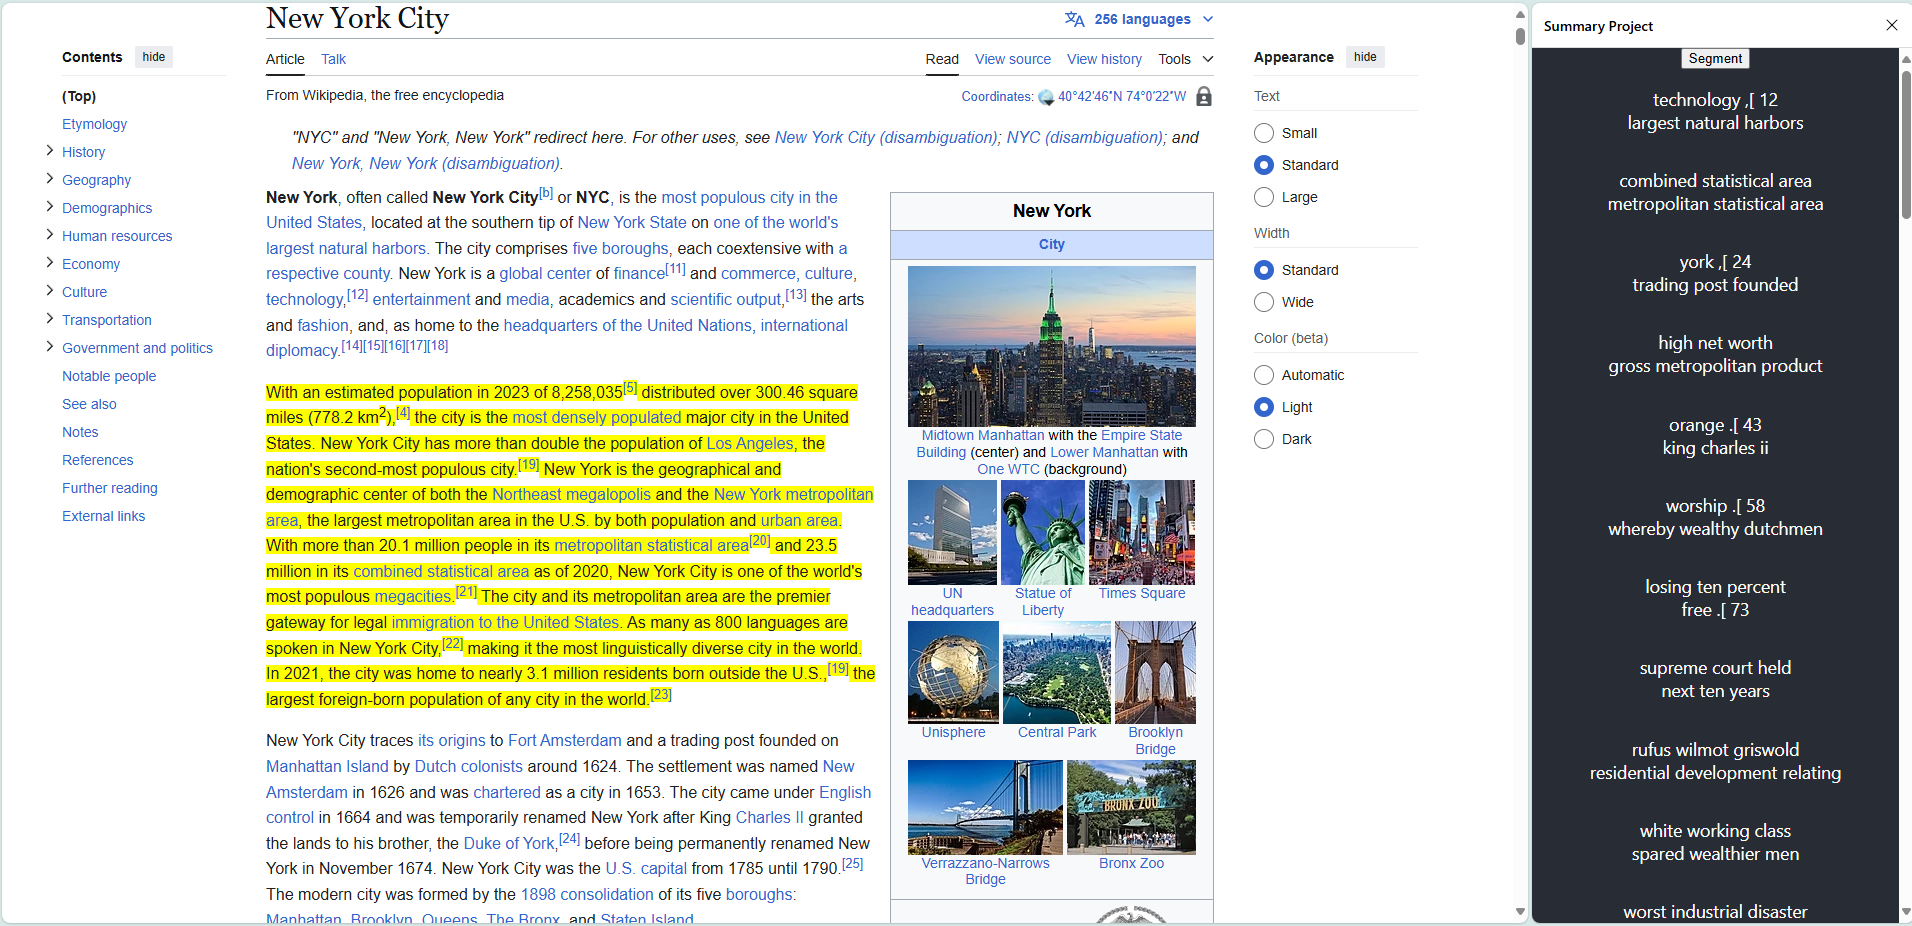 New York City
256 languages
Contents hide
(Top)
Etymology
History
Geography
Demographics
Human resources
Economy
Culture
Transportation
Government and politics
Notable people
See also
Notes
References
Further reading
External links
Article Talk
Read View source View history Tools
From Wikipedia, the free encyclopedia
Coordinates: 40°42′46″N 74°0′22″W
"NYC" and "New York, New York" redirect here. For other uses, see New York City (disambiguation); NYC (disambiguation); and
New York, New York (disambiguation).
New York, often called New York City[b] or NYC, is the most populous city in the
United States, located at the southern tip of New York State on one of the world's
largest natural harbors. The city comprises five boroughs, each coextensive with a
respective county. New York is a global center of finance[11] and commerce, culture,
technology,[12] entertainment and media, academics and scientific output,[13] the arts
and fashion, and, as home to the headquarters of the United Nations, international
diplomacy.[14][15][16][17][18]
With an estimated population in 2023 of 8,258,035[5] distributed over 300.46 square
miles (778.2 km2),[4] the city is the most densely populated major city in the United
States. New York City has more than double the population of Los Angeles, the
nation's second-most populous city.[19] New York is the geographical and
demographic center of both the Northeast megalopolis and the New York metropolitan
area, the largest metropolitan area in the U.S. by both population and urban area.
With more than 20.1 million people in its metropolitan statistical area[20] and 23.5
million in its combined statistical area as of 2020, New York City is one of the world's
most populous megacities.[21] The city and its metropolitan area are the premier
gateway for legal immigration to the United States. As many as 800 languages are
spoken in New York City,[22] making it the most linguistically diverse city in the world.
In 2021, the city was home to nearly 3.1 million residents born outside the U.S.,[19] the
largest foreign-born population of any city in the world.[23]
New York City traces its origins to Fort Amsterdam and a trading post founded on
Manhattan Island by Dutch colonists around 1624. The settlement was named New
Amsterdam in 1626 and was chartered as a city in 1653. The city came under English
control in 1664 and was temporarily renamed New York after King Charles II granted
the lands to his brother, the Duke of York,[24] before being permanently renamed New
York in November 1674. New York City was the U.S. capital from 1785 until 1790.[25]
The modern city was formed by the 1898 consolidation of its five boroughs:
Manhattan, Brooklyn, Queens, The Bronx, and Staten Island.
New York
City
Midtown Manhattan with the Empire State
Building (center) and Lower Manhattan with
One WTC (background)
UN
headquarters
Statue of
Liberty
Times Square
Unisphere
Central Park
Brooklyn
Bridge
BRONX ZOO
Verrazzano-Narrows
Bridge
Bronx Zoo
Appearance hide
Text
Small
Standard
Large
Width
Standard
Wide
Color (beta)
Automatic
Light
Dark
Summary Project
Segment
technology ,[ 12
largest natural harbors
combined statistical area
metropolitan statistical area
york ,[ 24
trading post founded
high net worth
gross metropolitan product
orange .[ 43
king charles ii
worship .[ 58
whereby wealthy dutchmen
losing ten percent
free .[ 73
supreme court held
next ten years
rufus wilmot griswold
residential development relating
white working class
spared wealthier men
worst industrial disaster